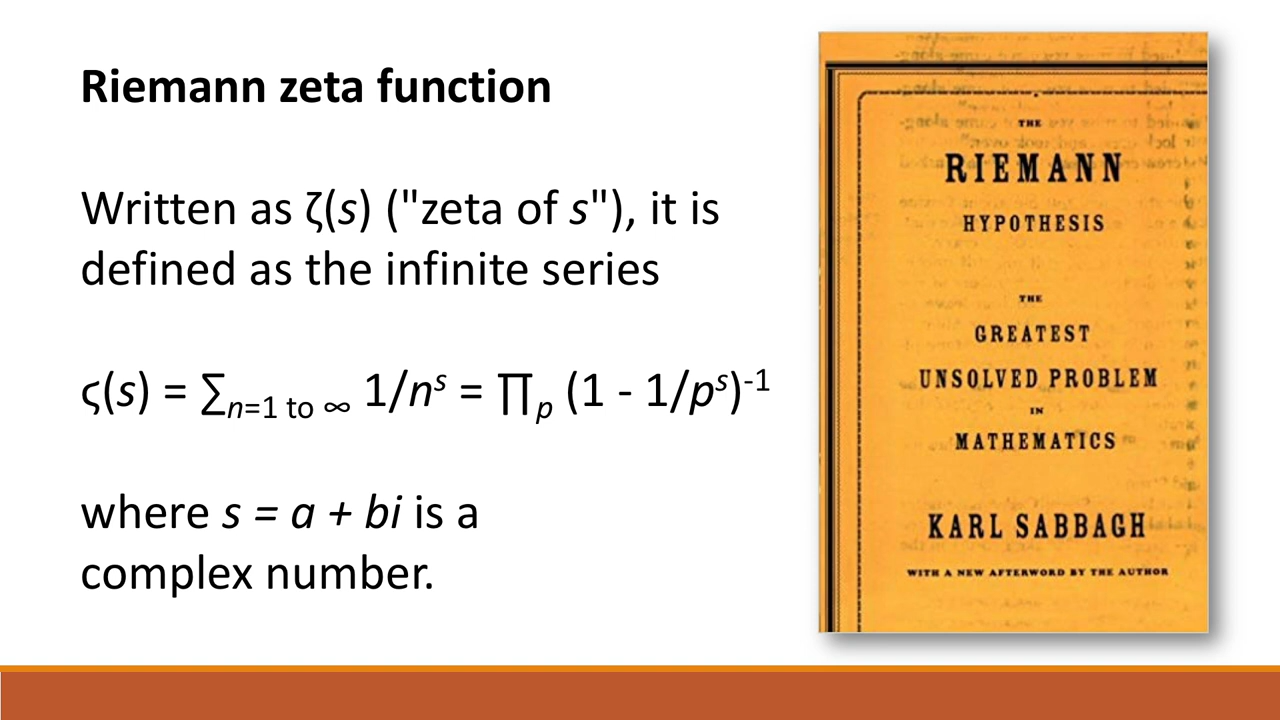 Riemann zeta function
Written as ζ(s) ("zeta of s"), it is
defined as the infinite series
ς(s) = ∑n=1 to ∞ 1/nˢ = ∏p (1 - 1/pˢ)⁻¹
where s = a + bi is a
complex number.
THE
RIEMANN
HYPOTHESIS
THE
GREATEST
UNSOLVED PROBLEM
IN
MATHEMATICS
KARL SABBAGH
WITH A NEW AFTERWORD BY THE AUTHOR